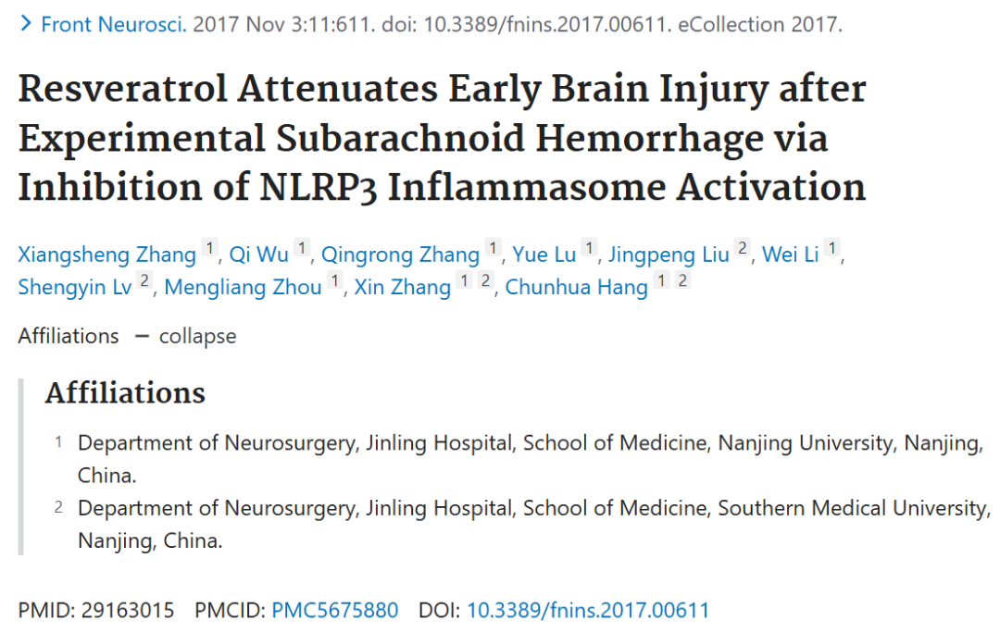 Front Neurosci. 2017 Nov 3:11:611. doi: 10.3389/fnins.2017.00611. eCollection 2017.
Resveratrol Attenuates Early Brain Injury after
Experimental Subarachnoid Hemorrhage via
Inhibition of NLRP3 Inflammasome Activation
Xiangsheng Zhang 1, Qi Wu 1, Qingrong Zhang 1, Yue Lu 1, Jingpeng Liu 2, Wei Li 1,
Shengyin Lv 2, Mengliang Zhou 1, Xin Zhang 1 2, Chunhua Hang 1 2
Affiliations — collapse
Affiliations
1 Department of Neurosurgery, Jinling Hospital, School of Medicine, Nanjing University, Nanjing,
China.
2 Department of Neurosurgery, Jinling Hospital, School of Medicine, Southern Medical University,
Nanjing, China.
PMID: 29163015 PMCID: PMC5675880 DOI: 10.3389/fnins.2017.00611